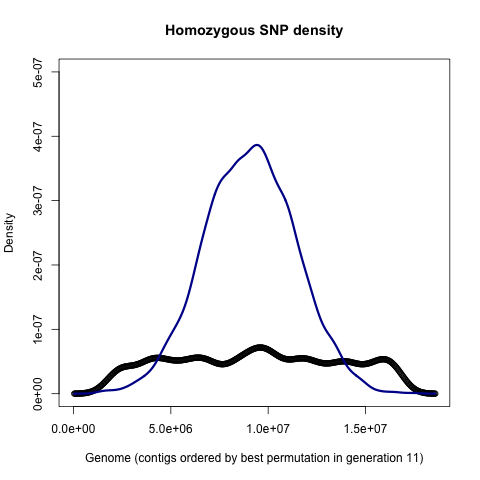 Homozygous SNP density
Density
5e-07
4e-07
3e-07
2e-07
1e-07
0e+00
0.0e+00 5.0e+06 1.0e+07 1.5e+07
Genome (contigs ordered by best permutation in generation 11)